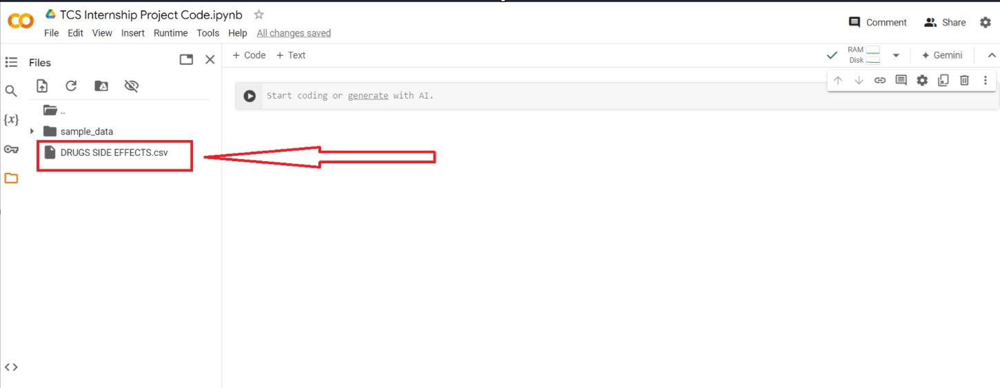 TCS Internship Project Code.ipynb
File Edit View Insert Runtime Tools Help All changes saved
Comment Share
Files
+ Code + Text
RAM
Disk
Gemini
{x}
..
sample_data
DRUGS SIDE EFFECTS.csv
Start coding or generate with AI.